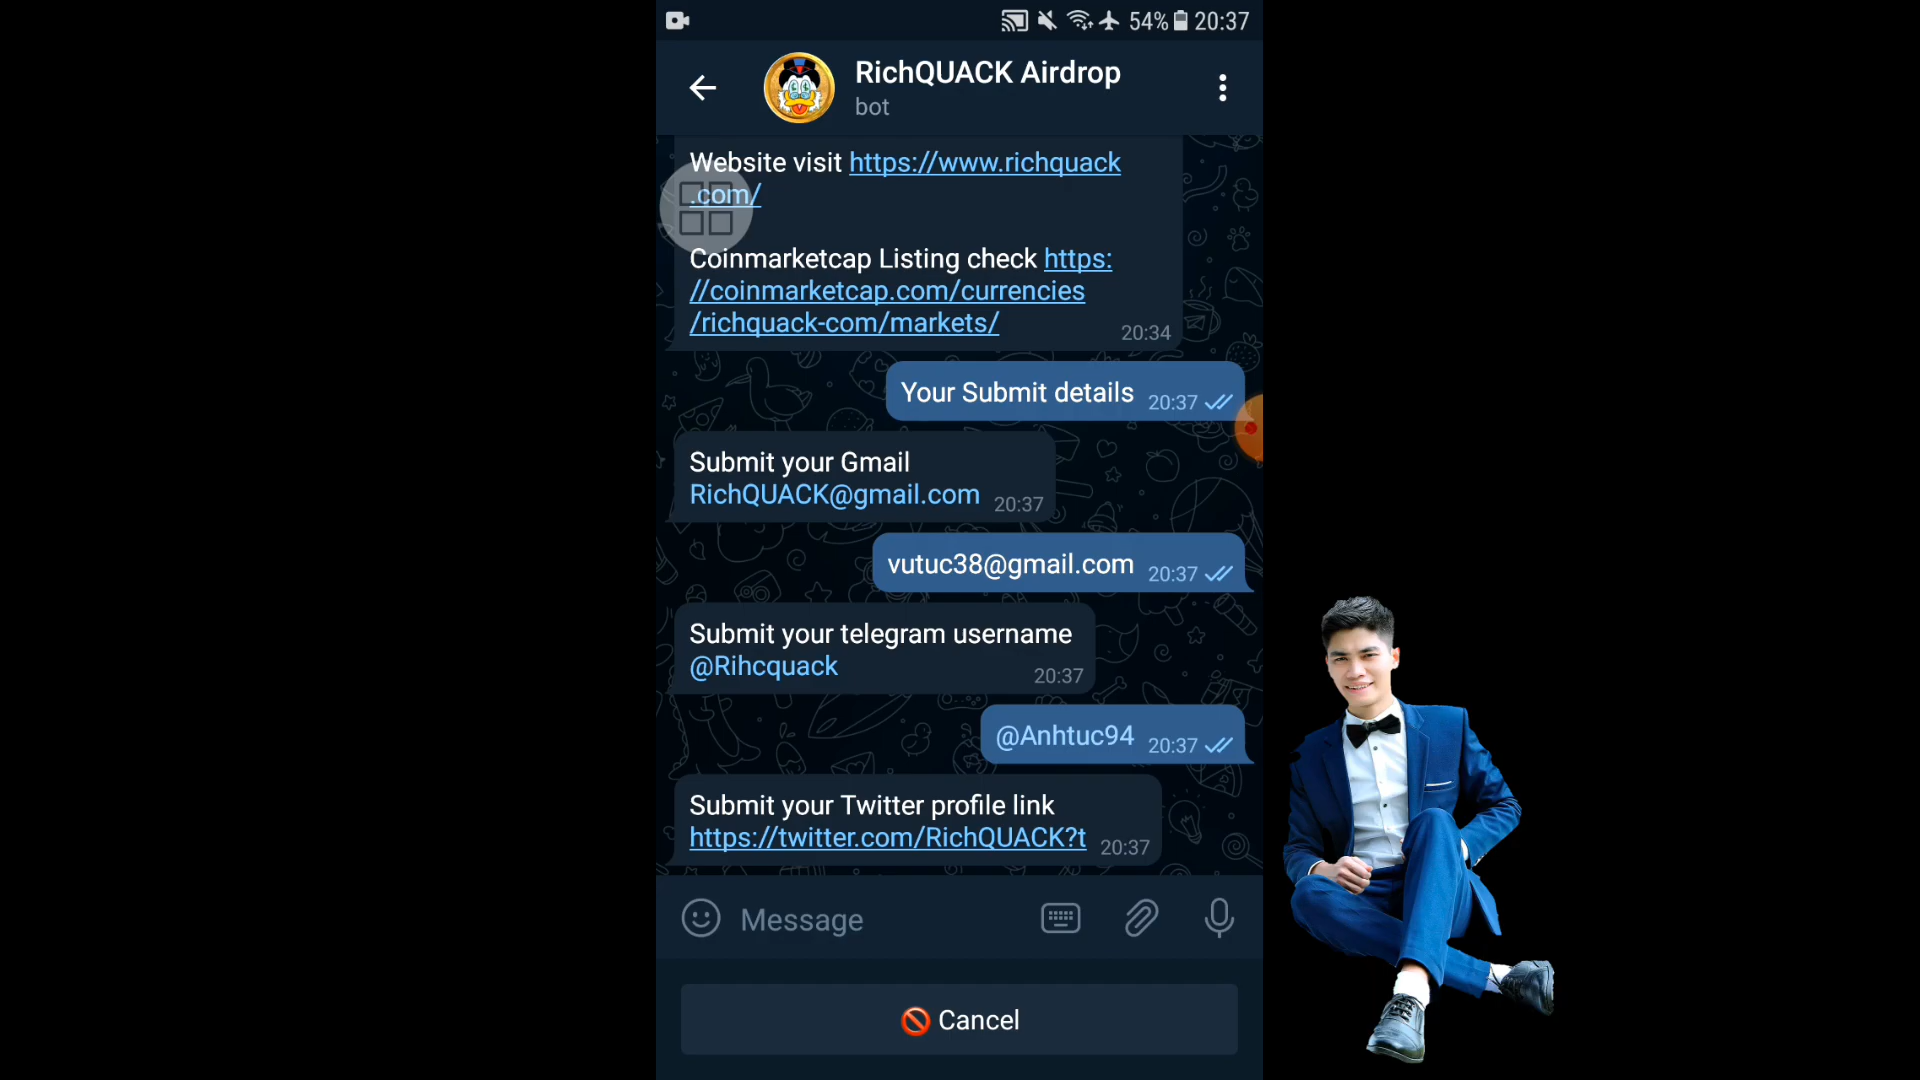 54% 20:37
RichQUACK Airdrop
bot
Website visit https://www.richquack
.com/
Coinmarketcap Listing check https:
//coinmarketcap.com/currencies
/richquack-com/markets/ 20:34
Your Submit details 20:37
Submit your Gmail
RichQUACK@gmail.com 20:37
vutuc38@gmail.com 20:37
Submit your telegram username
@Rihcquack 20:37
@Anhtuc94 20:37
Submit your Twitter profile link
https://twitter.com/RichQUACK?t 20:37
Message
Cancel